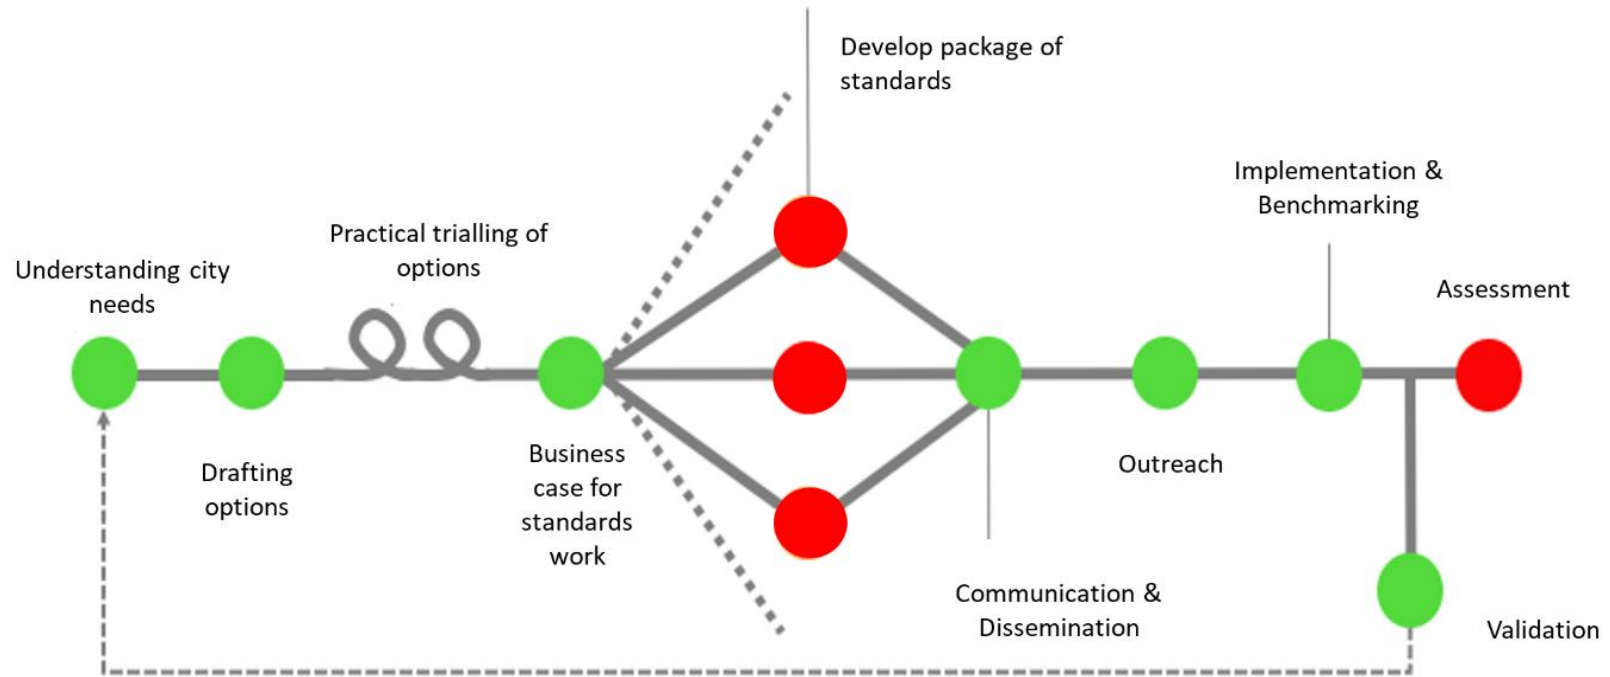 Develop package of
standards
Implementation &
Benchmarking
Practical trialling of
options
Understanding city
needs
Assessment
Business
case for
standards
work
Drafting
options
Outreach
Communication &
Dissemination
Validation